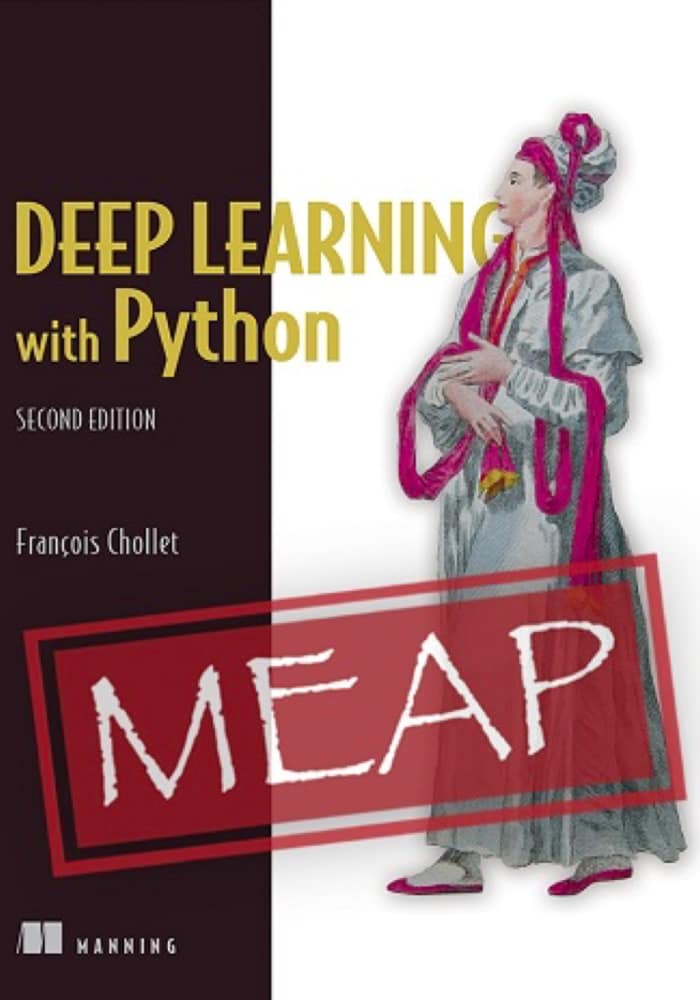 DEEP LEARNING
with Python
SECOND EDITION
François Chollet
MEAP
MANNING